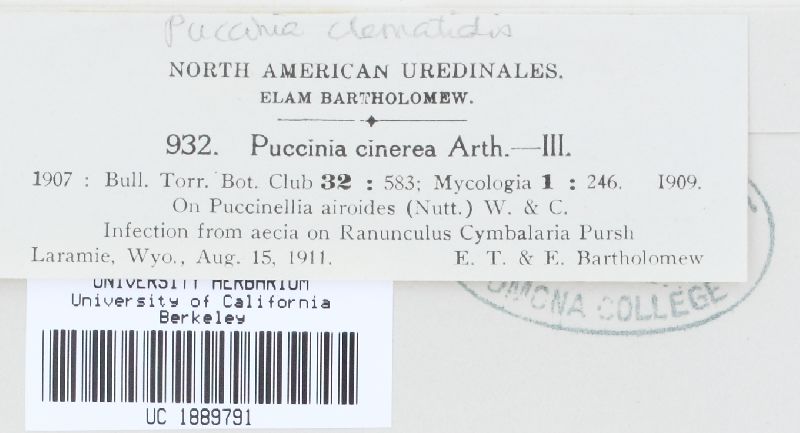 Puccinia clematidis
NORTH AMERICAN UREDINALES.
ELAM BARTHOLOMEW.
932. Puccinia cinerea Arth.—III.
1907 : Bull. Torr. Bot. Club 32 : 583; Mycologia 1 : 246. 1909.
On Puccinellia airoides (Nutt.) W. & C.
Infection from aecia on Ranunculus Cymbalaria Pursh
Laramie, Wyo., Aug. 15, 1911. E. T. & E. Bartholomew
UNIVERSITY HERBARIUM
University of California
Berkeley
UC 1889791
POMONA COLLEGE